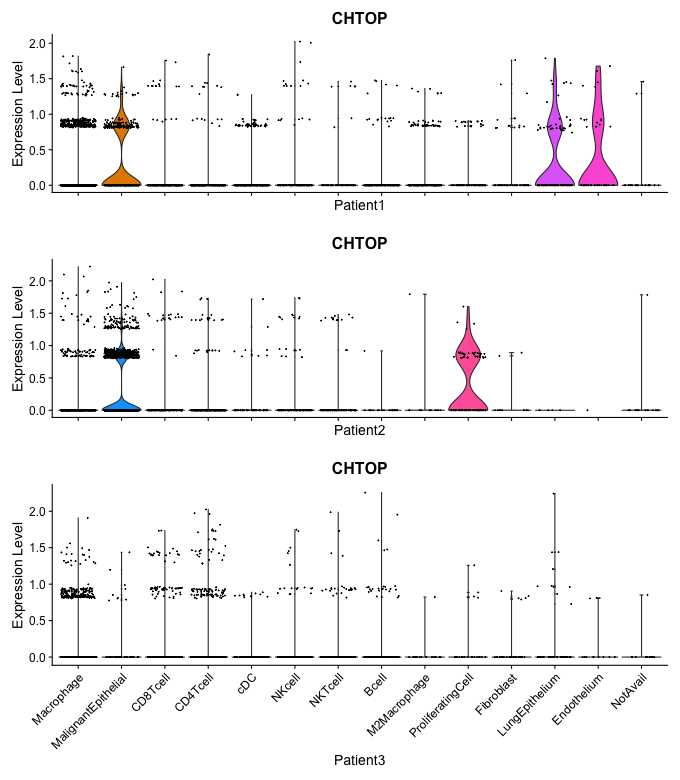 CHTOP
Expression Level
2.0
1.5
1.0
0.5
0.0
Patient1
CHTOP
Expression Level
2.0
1.5
1.0
0.5
0.0
Patient2
CHTOP
Expression Level
2.0
1.5
1.0
0.5
0.0
Macrophage
MalignantEpithelial
CD8Tcell
CD4Tcell
cDC
NKcell
NKTcell
Bcell
M2Macrophage
ProliferatingCell
Fibroblast
LungEpithelium
Endothelium
NotAvail
Patient3